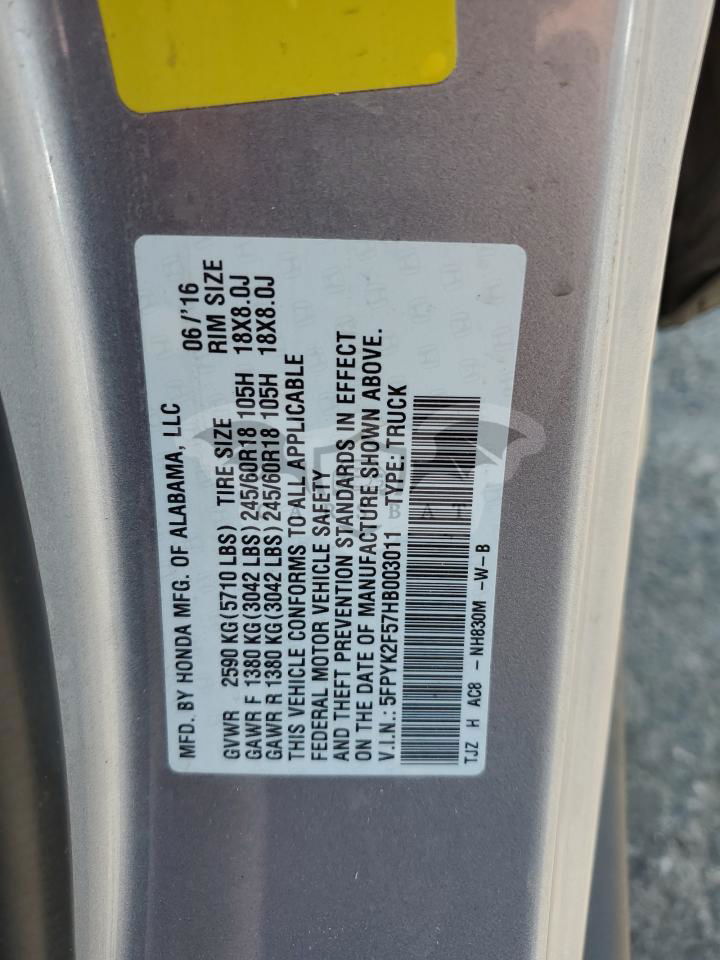 MFD. BY HONDA MFG. OF ALABAMA, LLC 06/'16
GVWR 2590 KG (5710 LBS) TIRE SIZE RIM SIZE
GAWR F 1380 KG (3042 LBS) 245/60R18 105H 18X8.0J
GAWR R 1380 KG (3042 LBS) 245/60R18 105H 18X8.0J
THIS VEHICLE CONFORMS TO ALL APPLICABLE
FEDERAL MOTOR VEHICLE SAFETY
AND THEFT PREVENTION STANDARDS IN EFFECT
ON THE DATE OF MANUFACTURE SHOWN ABOVE.
V.I.N.: 5FPYK2F57HB003011 TYPE: TRUCK
TJZ H AC8 - NH830M -W-B